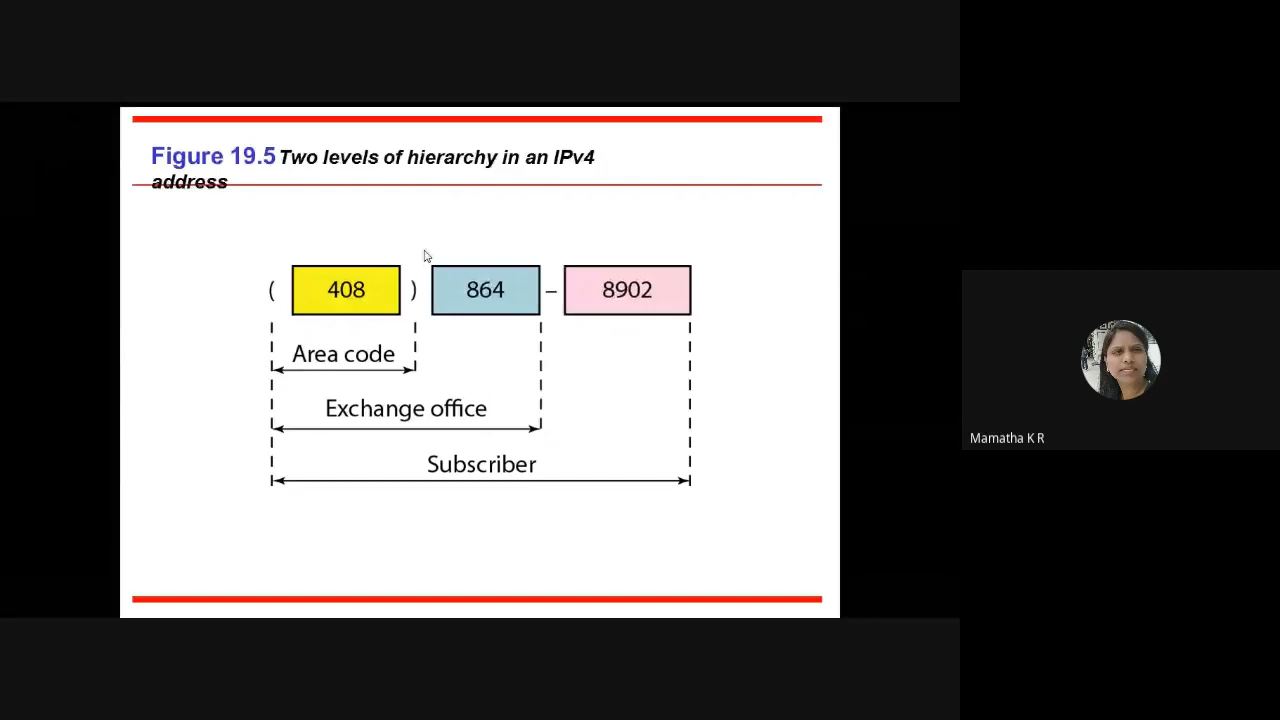 Figure 19.5 Two levels of hierarchy in an IPv4
address
( 408 ) 864 – 8902
Area code
Exchange office
Subscriber
Mamatha K R